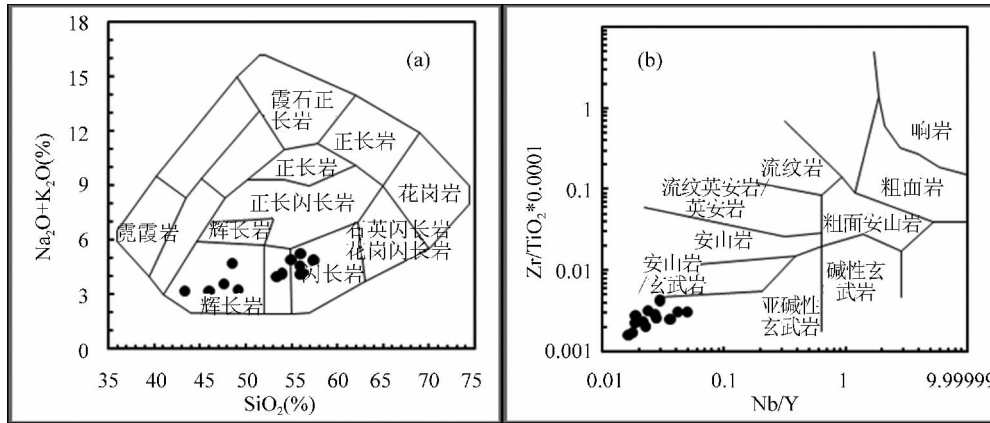 (a)
18
15
12
9
6
3
0
Na₂O+K₂O(%)
35
40
45
50
55
60
65
70
75
SiO₂(%)
霞石正
长岩
正长岩
正长岩
花岗岩
正长闪长岩
霓霞岩
辉长岩
石英闪长岩
花岗闪长岩
闪长岩
辉长岩
(b)
1
0.1
0.01
0.001
Zr/TiO₂*0.0001
0.01
0.1
1
9.99999
Nb/Y
响岩
流纹岩
粗面岩
流纹英安岩/
英安岩
粗面安山岩
安山岩
安山岩
/玄武岩
碱性玄
武岩
亚碱性
玄武岩